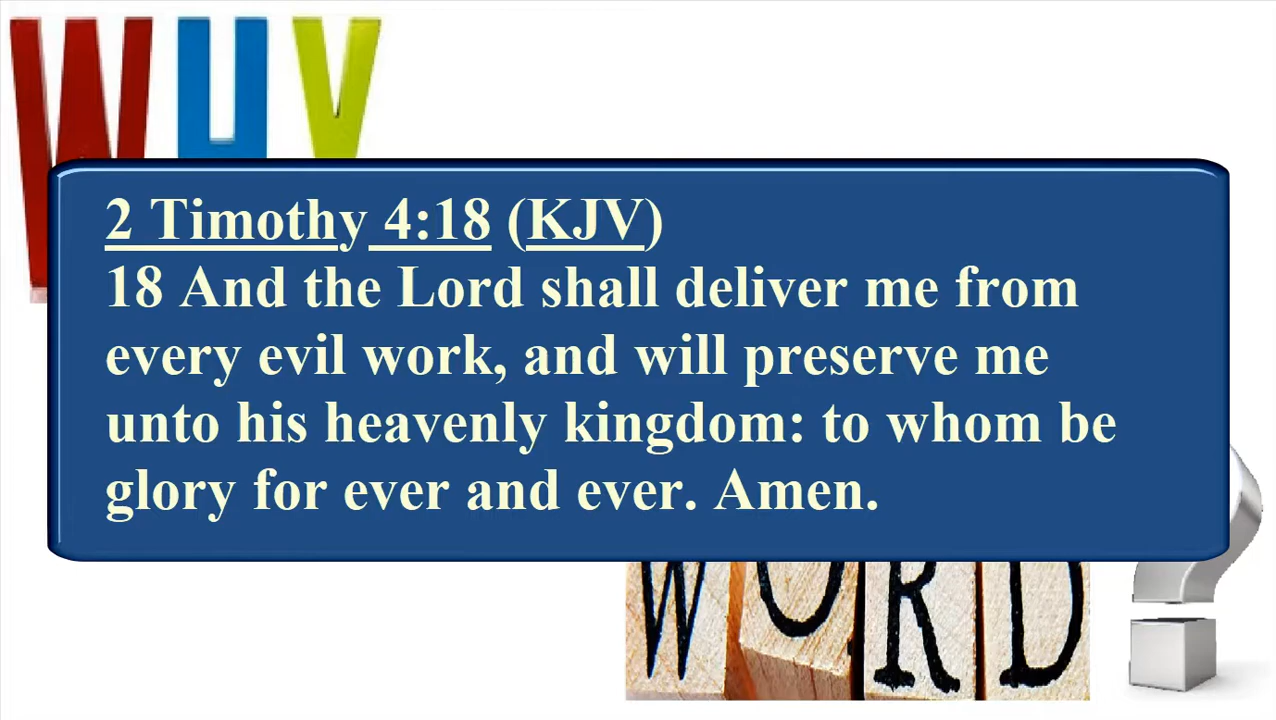 WHY
2 Timothy 4:18 (KJV)
18 And the Lord shall deliver me from
every evil work, and will preserve me
unto his heavenly kingdom: to whom be
glory for ever and ever. Amen.
WORD ?